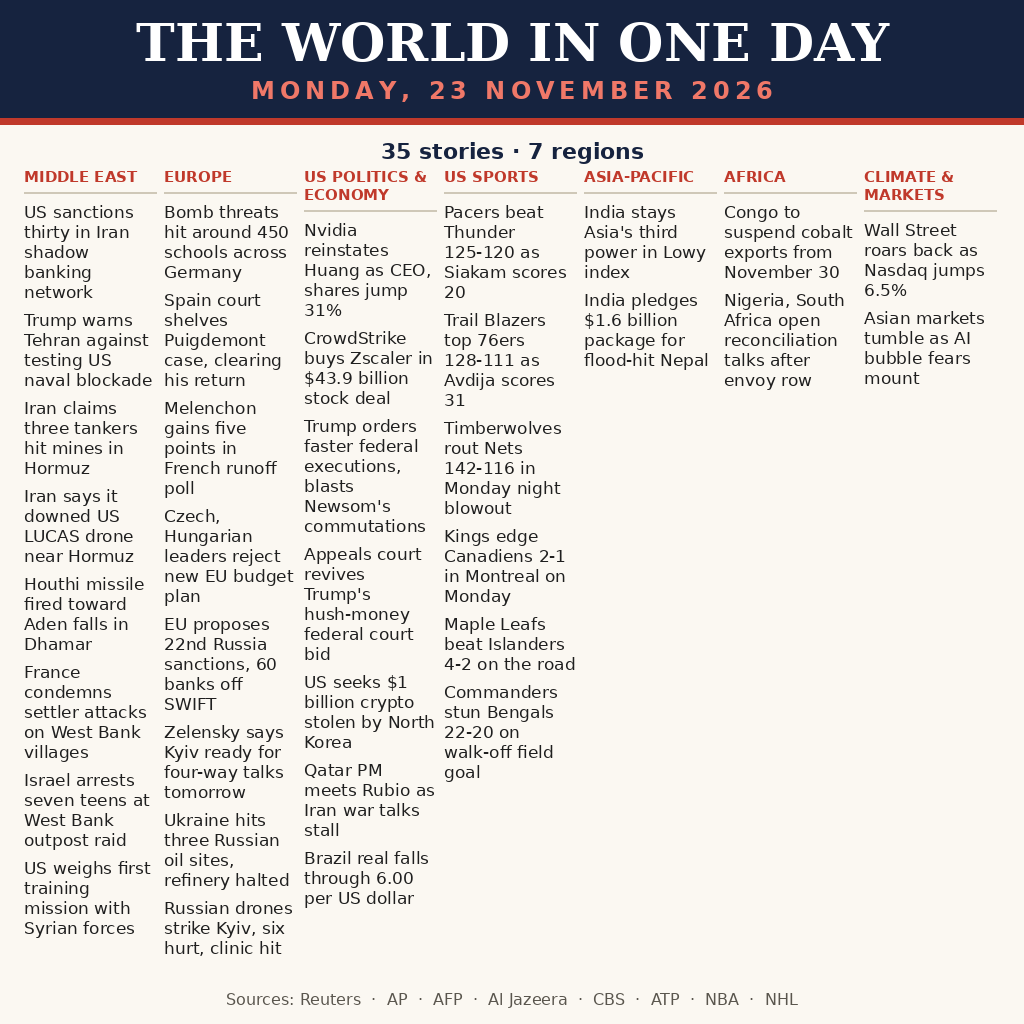 THE WORLD IN ONE DAY
MONDAY, 23 NOVEMBER 2026
35 stories · 7 regions
MIDDLE EAST
US sanctions
thirty in Iran
shadow
banking
network
Trump warns
Tehran against
testing US
naval blockade
Iran claims
three tankers
hit mines in
Hormuz
Iran says it
downed US
LUCAS drone
near Hormuz
Houthi missile
fired toward
Aden falls in
Dhamar
France
condemns
settler attacks
on West Bank
villages
Israel arrests
seven teens at
West Bank
outpost raid
US weighs first
training
mission with
Syrian forces
EUROPE
Bomb threats
hit around 450
schools across
Germany
Spain court
shelves
Puigdemont
case, clearing
his return
Melenchon
gains five
points in
French runoff
poll
Czech,
Hungarian
leaders reject
new EU budget
plan
EU proposes
22nd Russia
sanctions, 60
banks off
SWIFT
Zelensky says
Kyiv ready for
four-way talks
tomorrow
Ukraine hits
three Russian
oil sites,
refinery halted
Russian drones
strike Kyiv, six
hurt, clinic hit
US POLITICS &
ECONOMY
Nvidia
reinstates
Huang as CEO,
shares jump
31%
CrowdStrike
buys Zscaler in
$43.9 billion
stock deal
Trump orders
faster federal
executions,
blasts
Newsom's
commutations
Appeals court
revives
Trump's
hush-money
federal court
bid
US seeks $1
billion crypto
stolen by North
Korea
Qatar PM
meets Rubio as
Iran war talks
stall
Brazil real falls
through 6.00
per US dollar
US SPORTS
Pacers beat
Thunder
125-120 as
Siakam scores
20
Trail Blazers
top 76ers
128-111 as
Avdija scores
31
Timberwolves
rout Nets
142-116 in
Monday night
blowout
Kings edge
Canadiens 2-1
in Montreal on
Monday
Maple Leafs
beat Islanders
4-2 on the road
Commanders
stun Bengals
22-20 on
walk-off field
goal
ASIA-PACIFIC
India stays
Asia's third
power in Lowy
index
India pledges
$1.6 billion
package for
flood-hit Nepal
AFRICA
Congo to
suspend cobalt
exports from
November 30
Nigeria, South
Africa open
reconciliation
talks after
envoy row
CLIMATE &
MARKETS
Wall Street
roars back as
Nasdaq jumps
6.5%
Asian markets
tumble as AI
bubble fears
mount
Sources: Reuters · AP · AFP · Al Jazeera · CBS · ATP · NBA · NHL